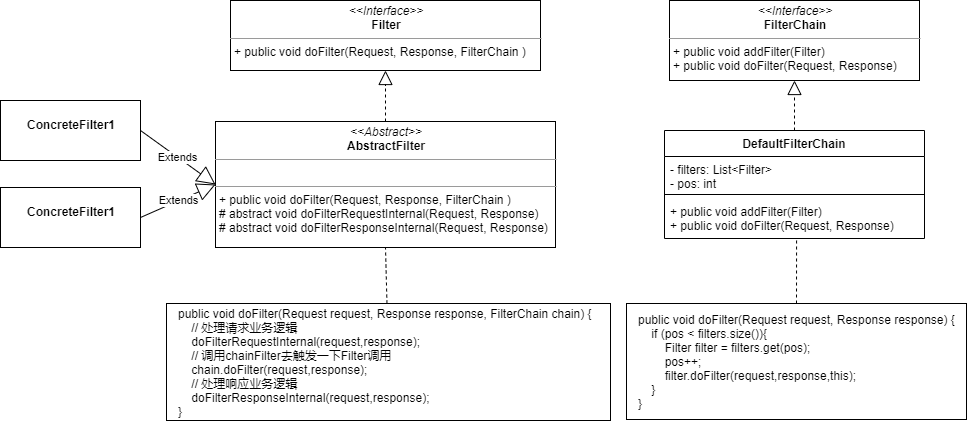 <<Interface>>
Filter
+ public void doFilter(Request, Response, FilterChain )
<<Interface>>
FilterChain
+ public void addFilter(Filter)
+ public void doFilter(Request, Response)
ConcreteFilter1
Extends
ConcreteFilter1
Extends
<<Abstract>>
AbstractFilter
+ public void doFilter(Request, Response, FilterChain )
# abstract void doFilterRequestInternal(Request, Response)
# abstract void doFilterResponseInternal(Request, Response)
DefaultFilterChain
- filters: List<Filter>
- pos: int
+ public void addFilter(Filter)
+ public void doFilter(Request, Response)
public void doFilter(Request request, Response response, FilterChain chain) {
// 处理请求业务逻辑
doFilterRequestInternal(request,response);
// 调用chainFilter去触发一下Filter调用
chain.doFilter(request,response);
// 处理响应业务逻辑
doFilterResponseInternal(request,response);
}
public void doFilter(Request request, Response response) {
if (pos < filters.size()){
Filter filter = filters.get(pos);
pos++;
filter.doFilter(request,response,this);
}
}